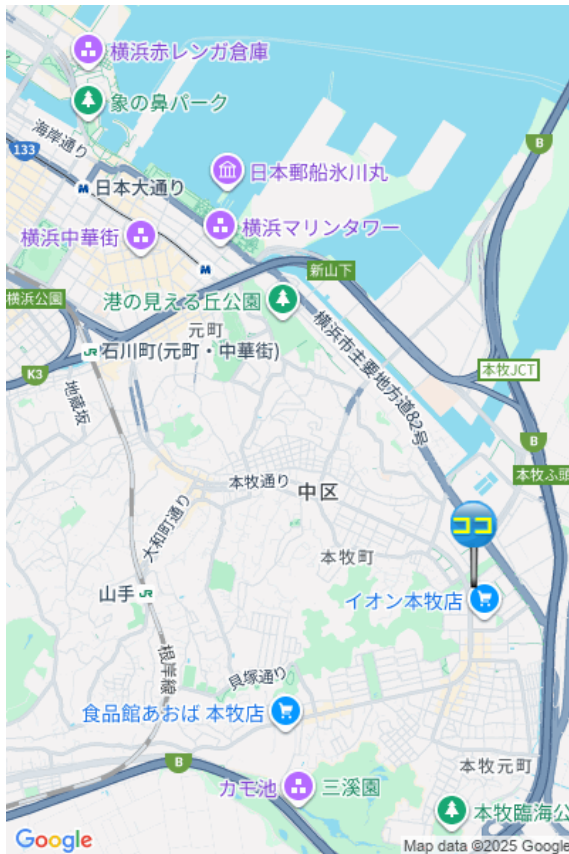 横浜赤レンガ倉庫
象の鼻パーク
海岸通り
133
B
日本郵船氷川丸
M
日本大通り
横浜マリンタワー
横浜中華街
M
新山下
横浜公園
港の見える丘公園
元町
横浜市主要地方道82号
JR
石川町(元町・中華街)
本牧JCT
K3
地蔵坂
B
本牧ふ頭
本牧通り
中区
大和町通り
ココ
本牧町
山手
JR
イオン本牧店
根岸線
貝塚通り
食品館あおば 本牧店
B
本牧元町
カモ池
三溪園
本牧臨海公
Google
Map data ©2025 Google